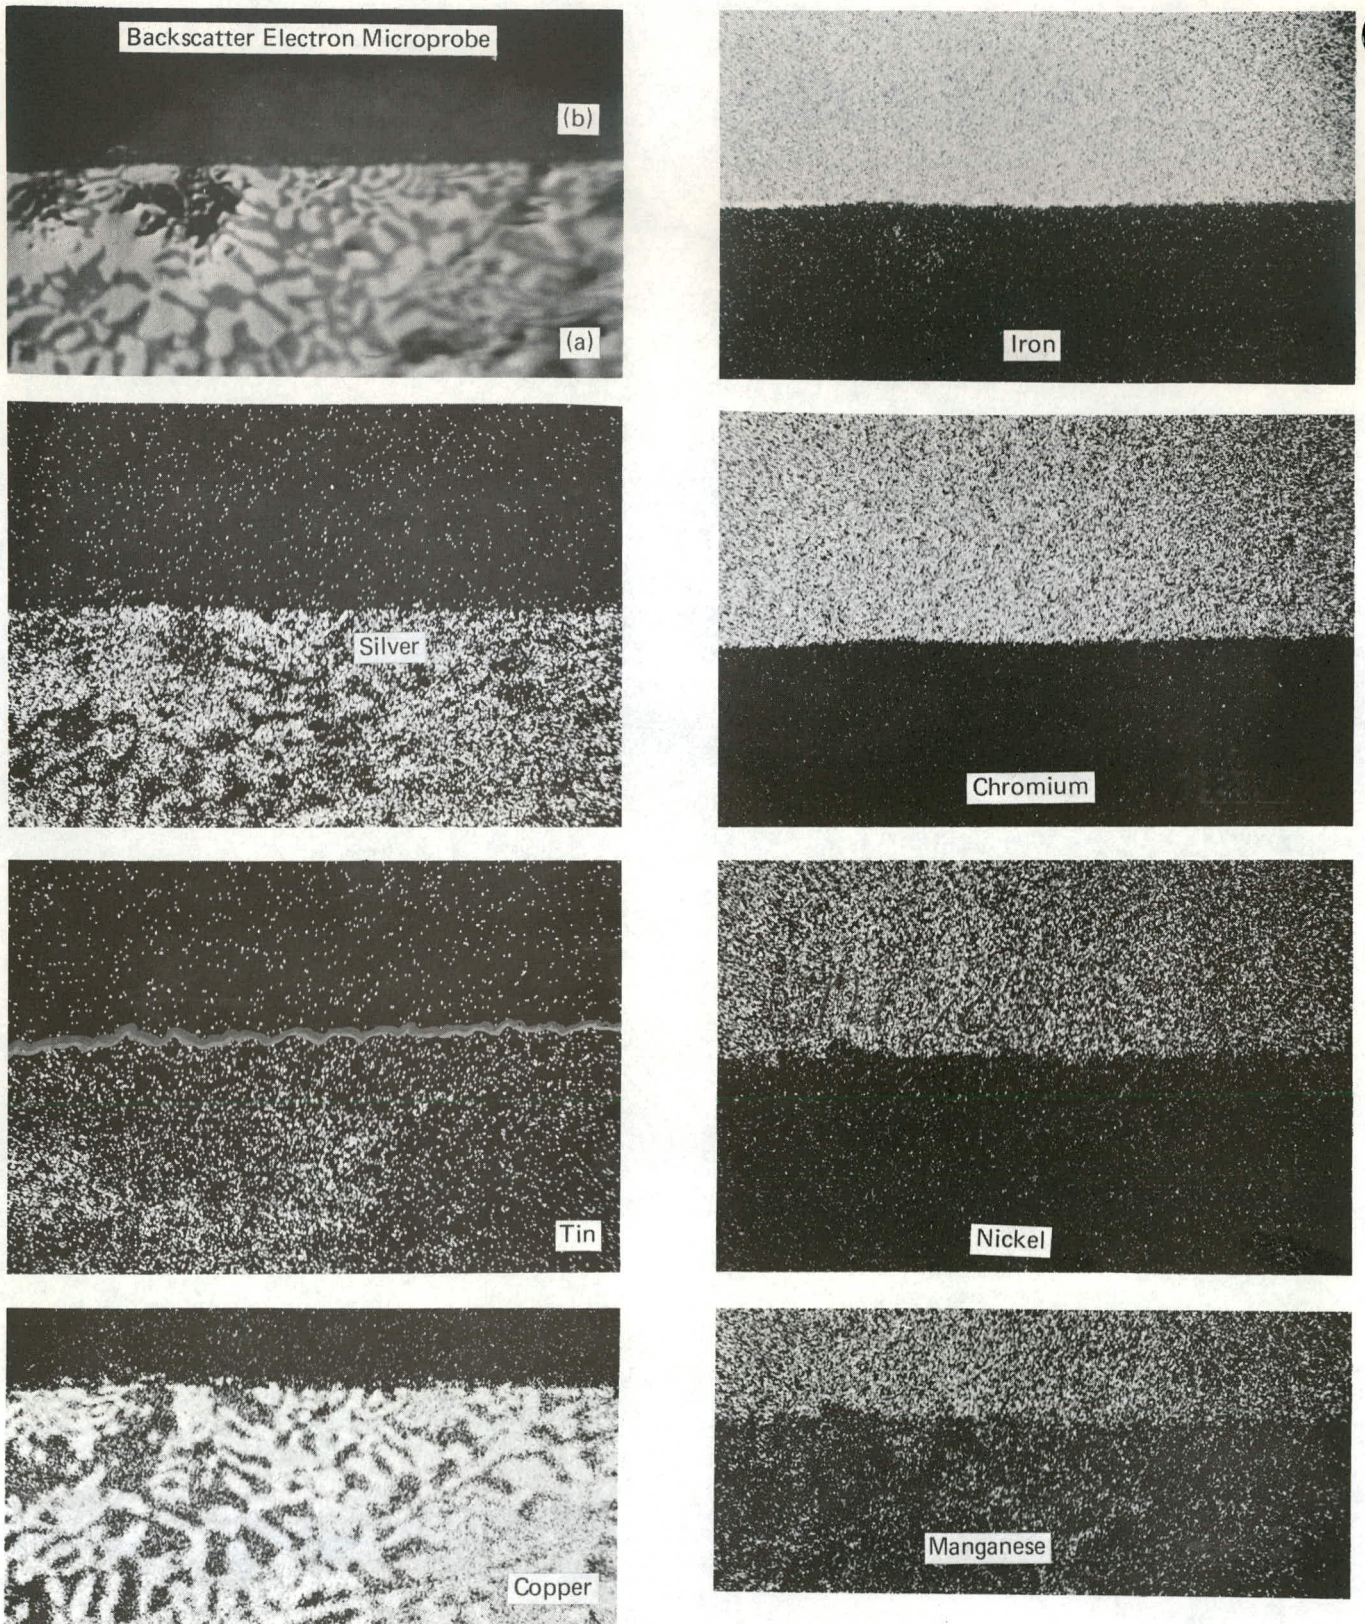 Backscatter Electron Microprobe
(b)
(a)
Iron
Silver
Chromium
Tin
Nickel
Copper
Manganese